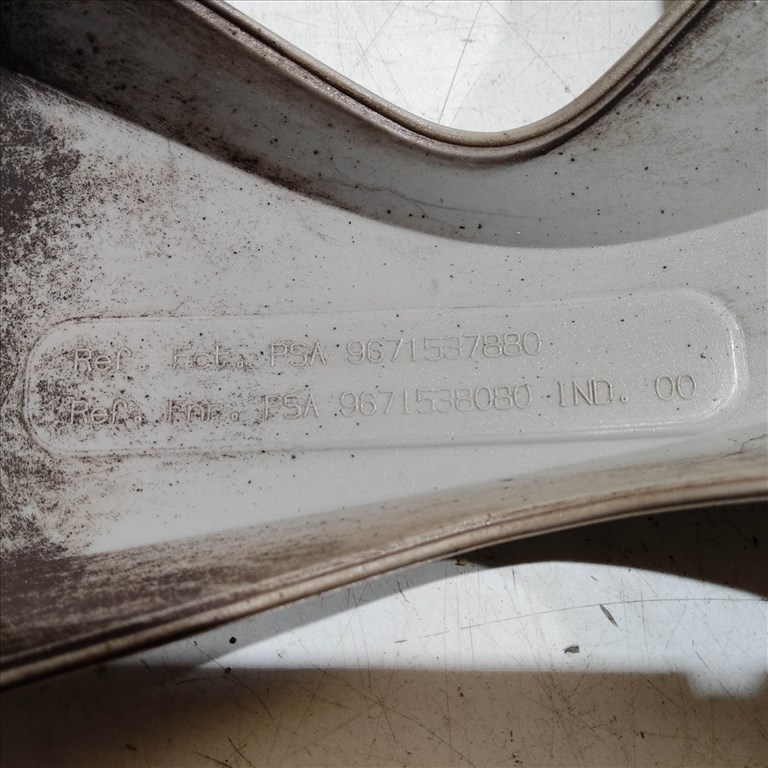 Ref. Fct. PSA 9671537880
Ref. Fnr. PSA 9671538080 IND. 00